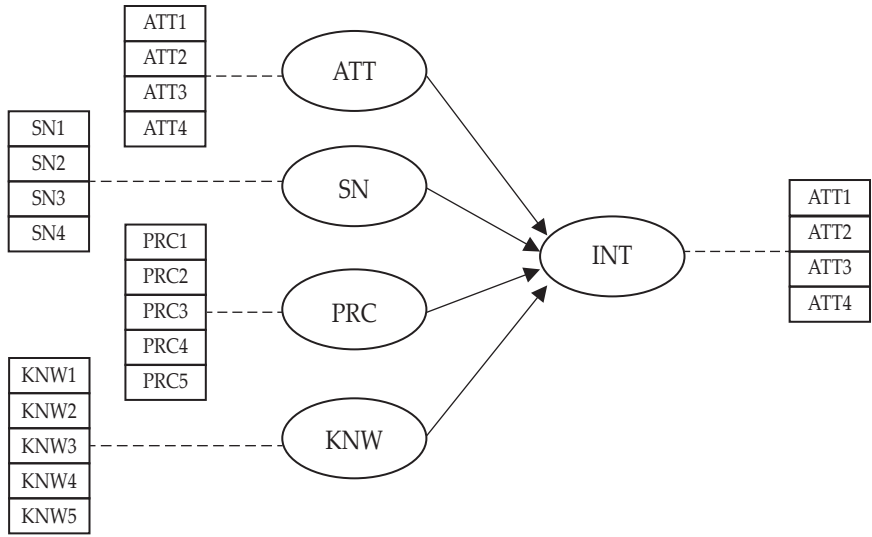 ATT1
ATT2
ATT3
ATT4
ATT
SN1
SN2
SN3
SN4
SN
PRC1
PRC2
PRC3
PRC4
PRC5
PRC
KNW1
KNW2
KNW3
KNW4
KNW5
KNW
INT
ATT1
ATT2
ATT3
ATT4